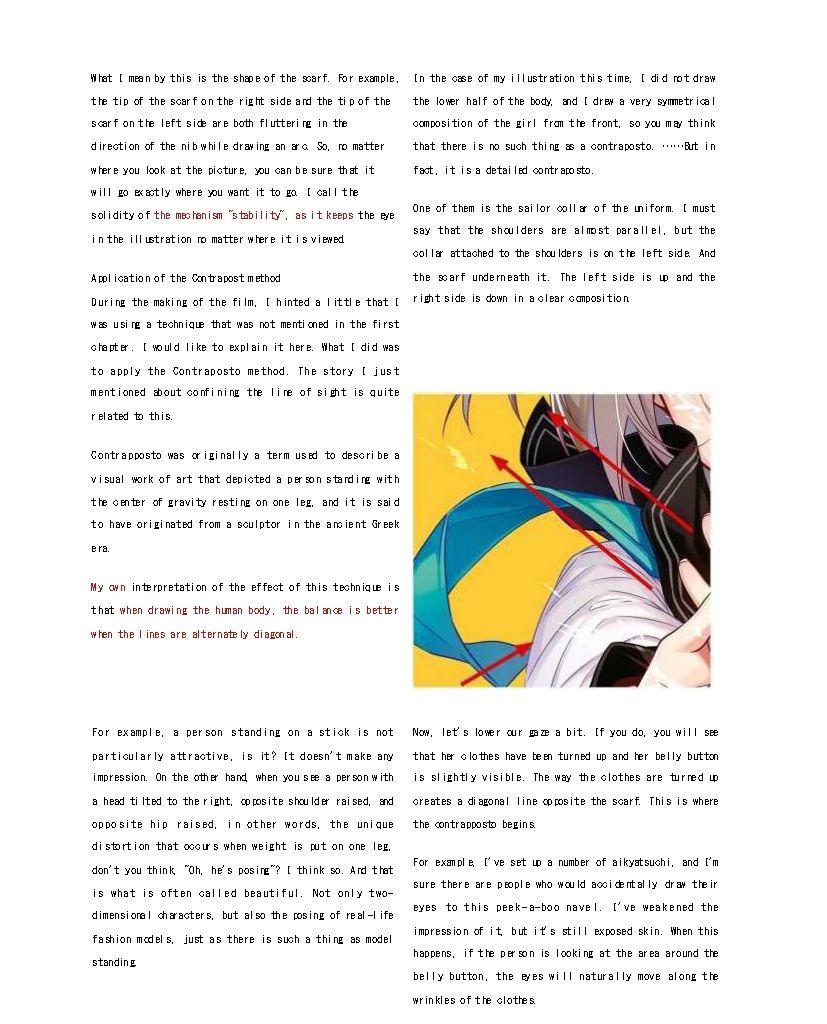 What I mean by this is the shape of the scarf. For example,
the tip of the scarf on the right side and the tip of the
scarf on the left side are both fluttering in the
direction of the nib while drawing an arc. So, no matter
where you look at the picture, you can be sure that it
will go exactly where you want it to go. I call the
solidity of the mechanism "stability", as it keeps the eye
in the illustration no matter where it is viewed.
Application of the Contrapost method
During the making of the film, I hinted a little that I
was using a technique that was not mentioned in the first
chapter. I would like to explain it here. What I did was
to apply the Contraposto method. The story I just
mentioned about confining the line of sight is quite
related to this.
Contrapposto was originally a term used to describe a
visual work of art that depicted a person standing with
the center of gravity resting on one leg, and it is said
to have originated from a sculptor in the ancient Greek
era.
My own interpretation of the effect of this technique is
that when drawing the human body, the balance is better
when the lines are alternately diagonal.
For example, a person standing on a stick is not
particularly attractive, is it? It doesn't make any
impression. On the other hand, when you see a person with
a head tilted to the right, opposite shoulder raised, and
opposite hip raised, in other words, the unique
distortion that occurs when weight is put on one leg,
don't you think, "Oh, he's posing"? I think so. And that
is what is often called beautiful. Not only two-
dimensional characters, but also the posing of real-life
fashion models, just as there is such a thing as model
standing.
In the case of my illustration this time, I did not draw
the lower half of the body, and I drew a very symmetrical
composition of the girl from the front, so you may think
that there is no such thing as a contraposto. ……But in
fact, it is a detailed contraposto.
One of them is the sailor collar of the uniform. I must
say that the shoulders are almost parallel, but the
collar attached to the shoulders is on the left side. And
the scarf underneath it. The left side is up and the
right side is down in a clear composition.
Now, let's lower our gaze a bit. If you do, you will see
that her clothes have been turned up and her belly button
is slightly visible. The way the clothes are turned up
creates a diagonal line opposite the scarf. This is where
the contrapposto begins.
For example, I've set up a number of aikyatsuchi, and I'm
sure there are people who would accidentally draw their
eyes to this peek-a-boo navel. I've weakened the
impression of it, but it's still exposed skin. When this
happens, if the person is looking at the area around the
belly button, the eyes will naturally move along the
wrinkles of the clothes.